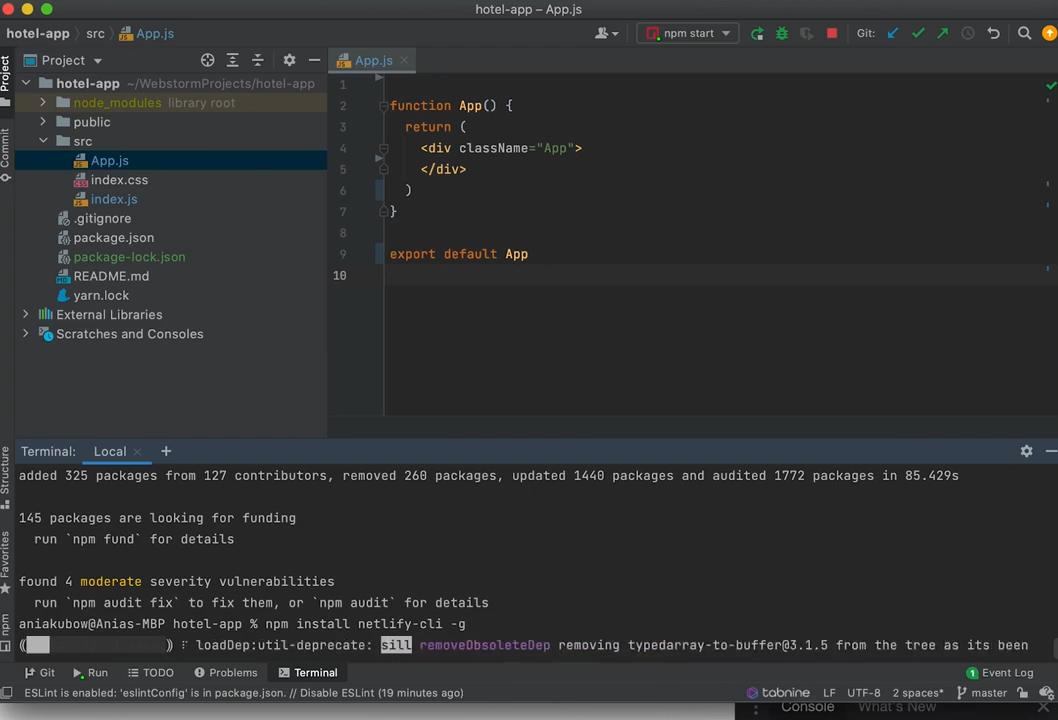 hotel-app – App.js
hotel-app src App.js npm start Git:
Project App.js
hotel-app ~/WebstormProjects/hotel-app
node_modules library root
public
src
App.js
index.css
index.js
.gitignore
package.json
package-lock.json
README.md
yarn.lock
External Libraries
Scratches and Consoles
Project
Commit
Structure
Favorites
npm
1
2 function App() {
3 return (
4 <div className="App">
5 </div>
6 )
7 }
8
9 export default App
10
Terminal: Local × +
added 325 packages from 127 contributors, removed 260 packages, updated 1440 packages and audited 1772 packages in 85.429s
145 packages are looking for funding
run `npm fund` for details
found 4 moderate severity vulnerabilities
run `npm audit fix` to fix them, or `npm audit` for details
aniakubow@Anias-MBP hotel-app % npm install netlify-cli -g
( ) ⠏ loadDep:util-deprecate: sill removeObsoleteDep removing typedarray-to-buffer@3.1.5 from the tree as its been
Git Run TODO Problems Terminal 1 Event Log
ESLint is enabled: 'eslintConfig' is in package.json. // Disable ESLint (19 minutes ago) tabnine LF UTF-8 2 spaces* master
Console What's New